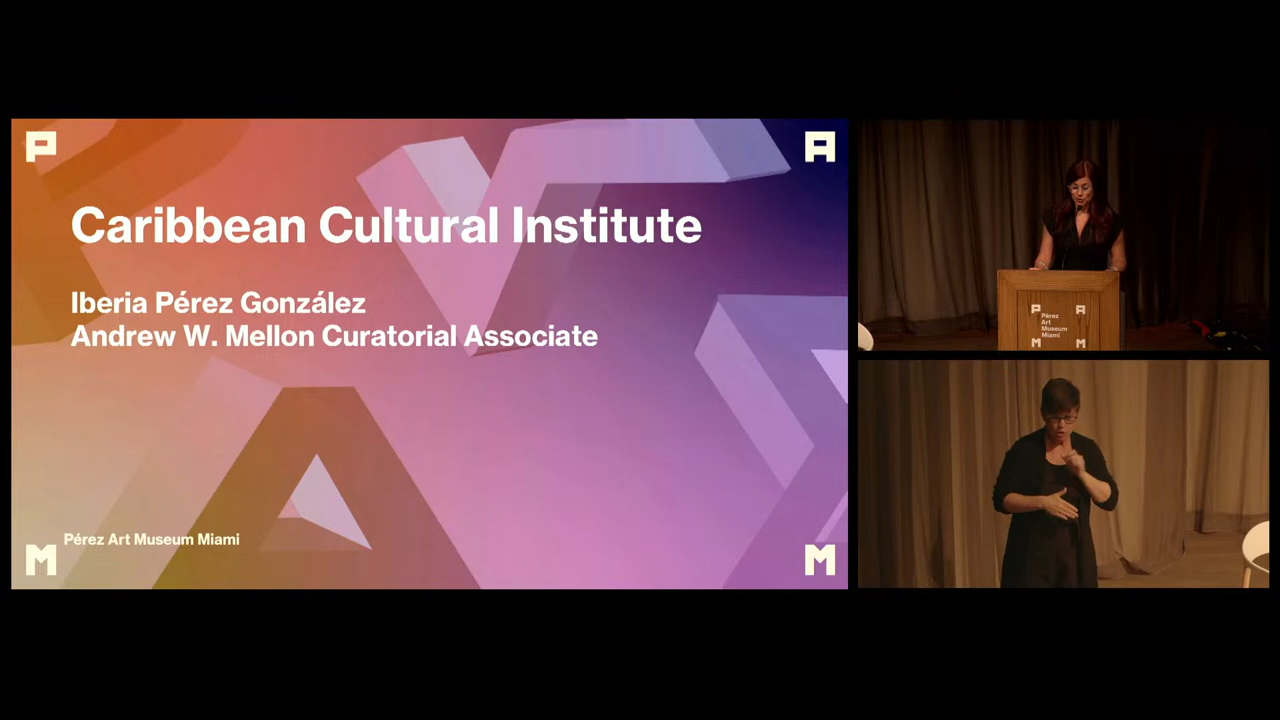 P
A
Caribbean Cultural Institute
Iberia Pérez González
Andrew W. Mellon Curatorial Associate
Pérez Art Museum Miami
M
M
P
A
Pérez
Art
Museum
Miami
M
M